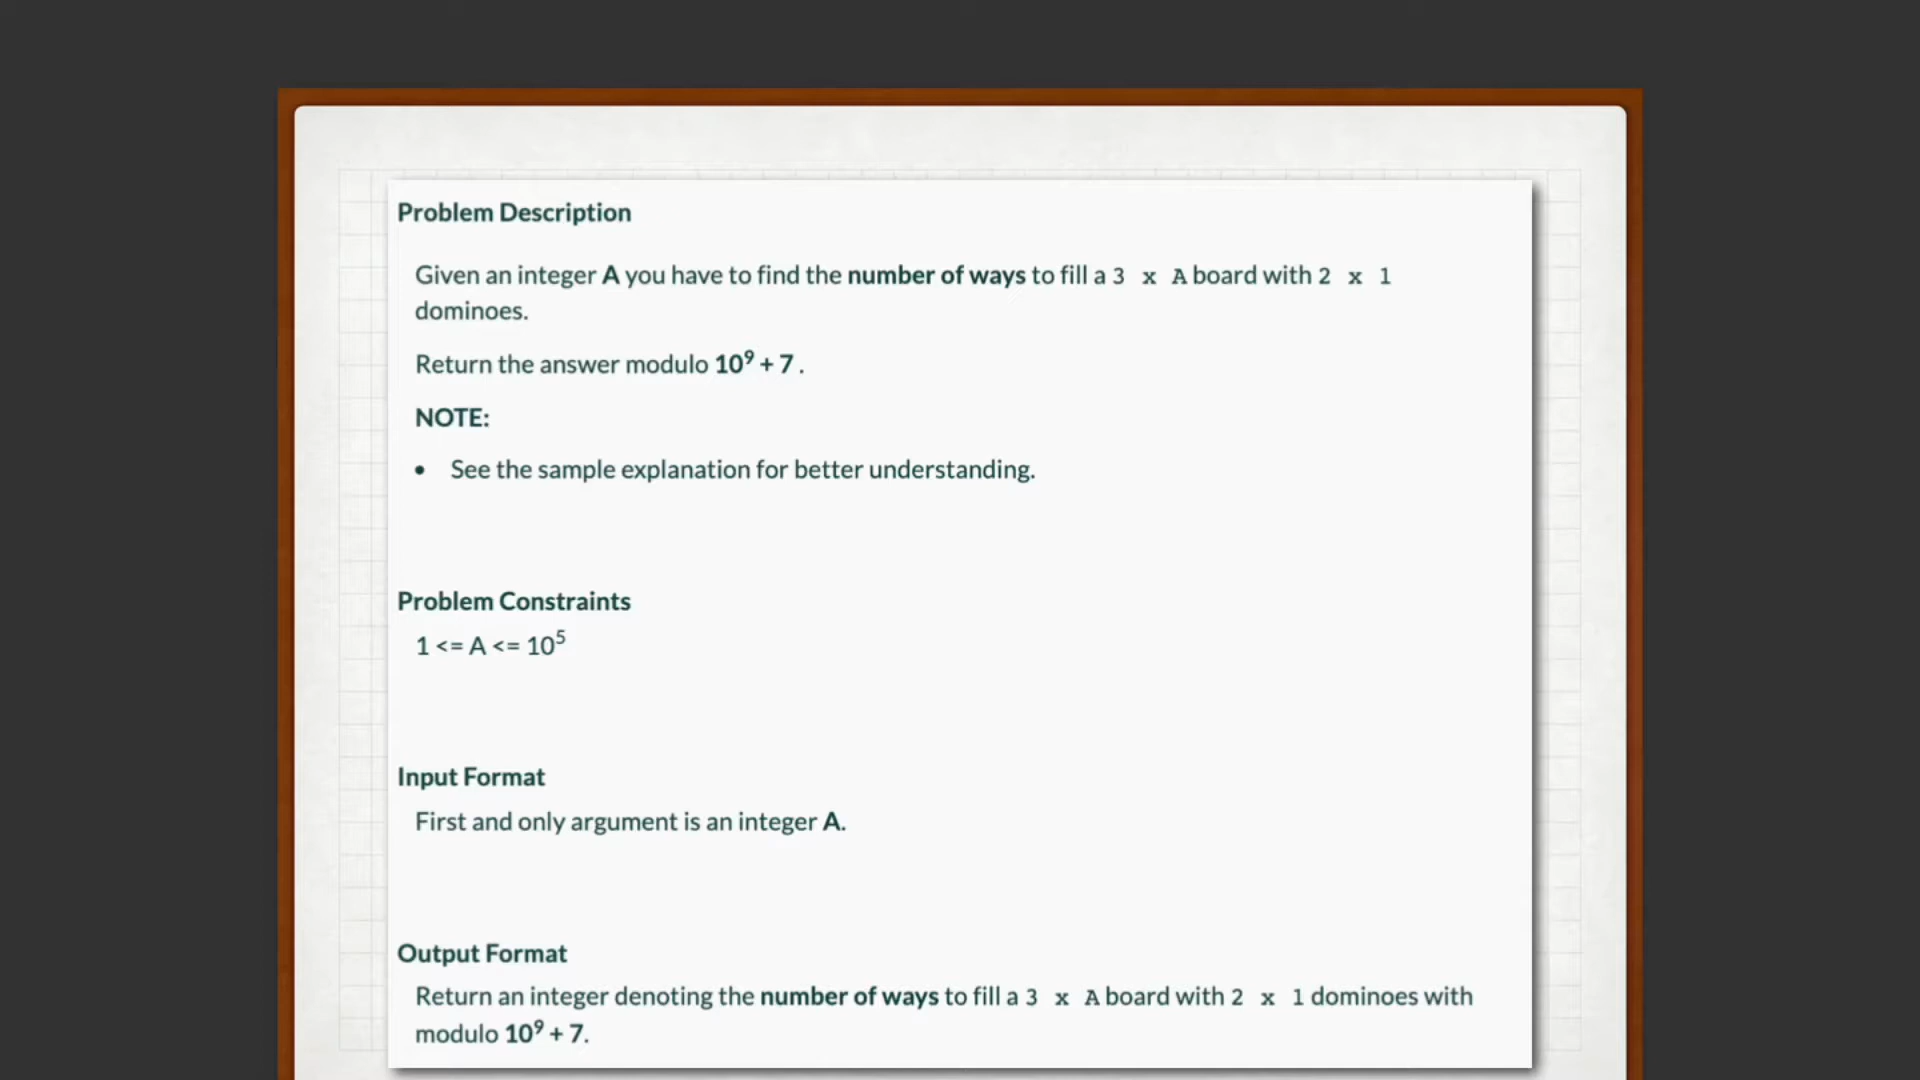 Problem Description
Given an integer A you have to find the number of ways to fill a 3 x A board with 2 x 1
dominoes.
Return the answer modulo 10⁹ + 7 .
NOTE:
• See the sample explanation for better understanding.
Problem Constraints
1 <= A <= 10⁵
Input Format
First and only argument is an integer A.
Output Format
Return an integer denoting the number of ways to fill a 3 x A board with 2 x 1 dominoes with
modulo 10⁹ + 7.